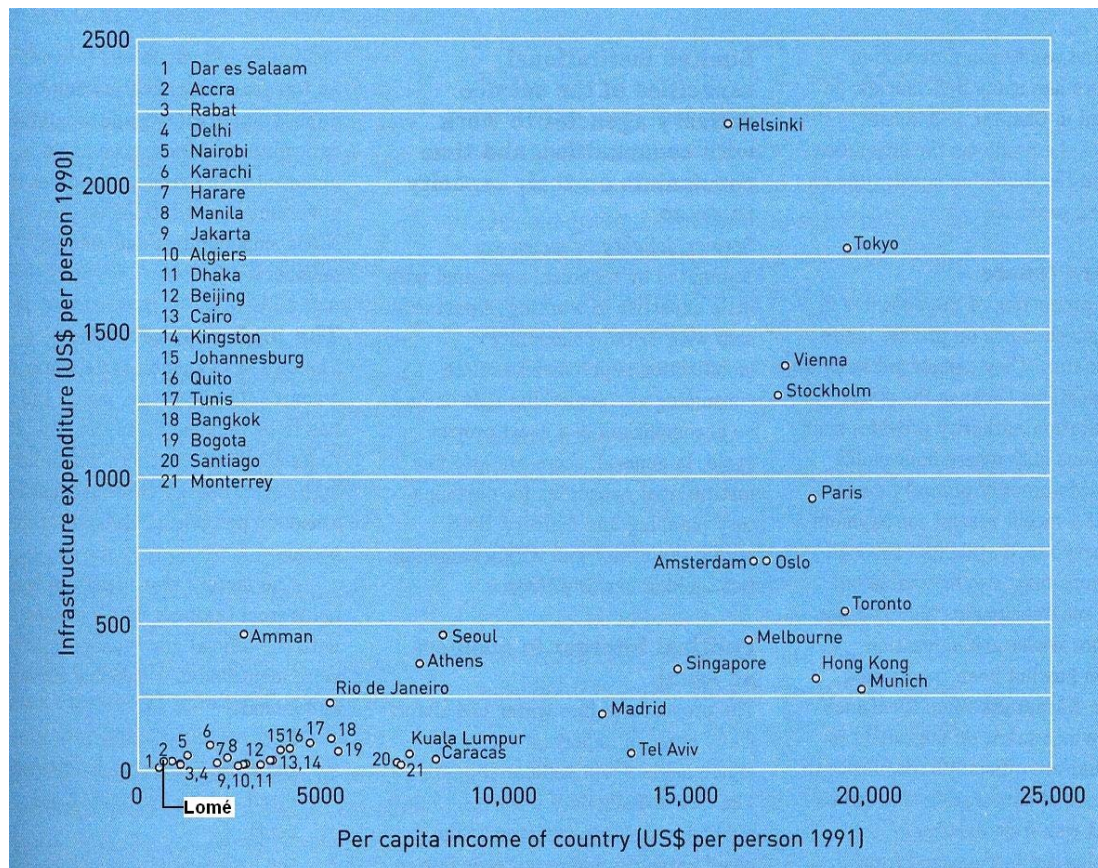 2500
2000
1500
1000
500
0
Infrastructure expenditure (US$ per person 1990)
1 Dar es Salaam
2 Accra
3 Rabat
4 Delhi
5 Nairobi
6 Karachi
7 Harare
8 Manila
9 Jakarta
10 Algiers
11 Dhaka
12 Beijing
13 Cairo
14 Kingston
15 Johannesburg
16 Quito
17 Tunis
18 Bangkok
19 Bogota
20 Santiago
21 Monterrey
Helsinki
Tokyo
Vienna
Stockholm
Paris
Amsterdam Oslo
Toronto
Amman Seoul Melbourne
Athens Singapore Hong Kong
Munich
Rio de Janeiro
Madrid
6 7 8 15 16 17 18
Kuala Lumpur
Caracas Tel Aviv
1 2 5 12 19
3,4 9,10,11 13,14 20 21
0 5000 10,000 15,000 20,000 25,000
Lomé
Per capita income of country (US$ per person 1991)